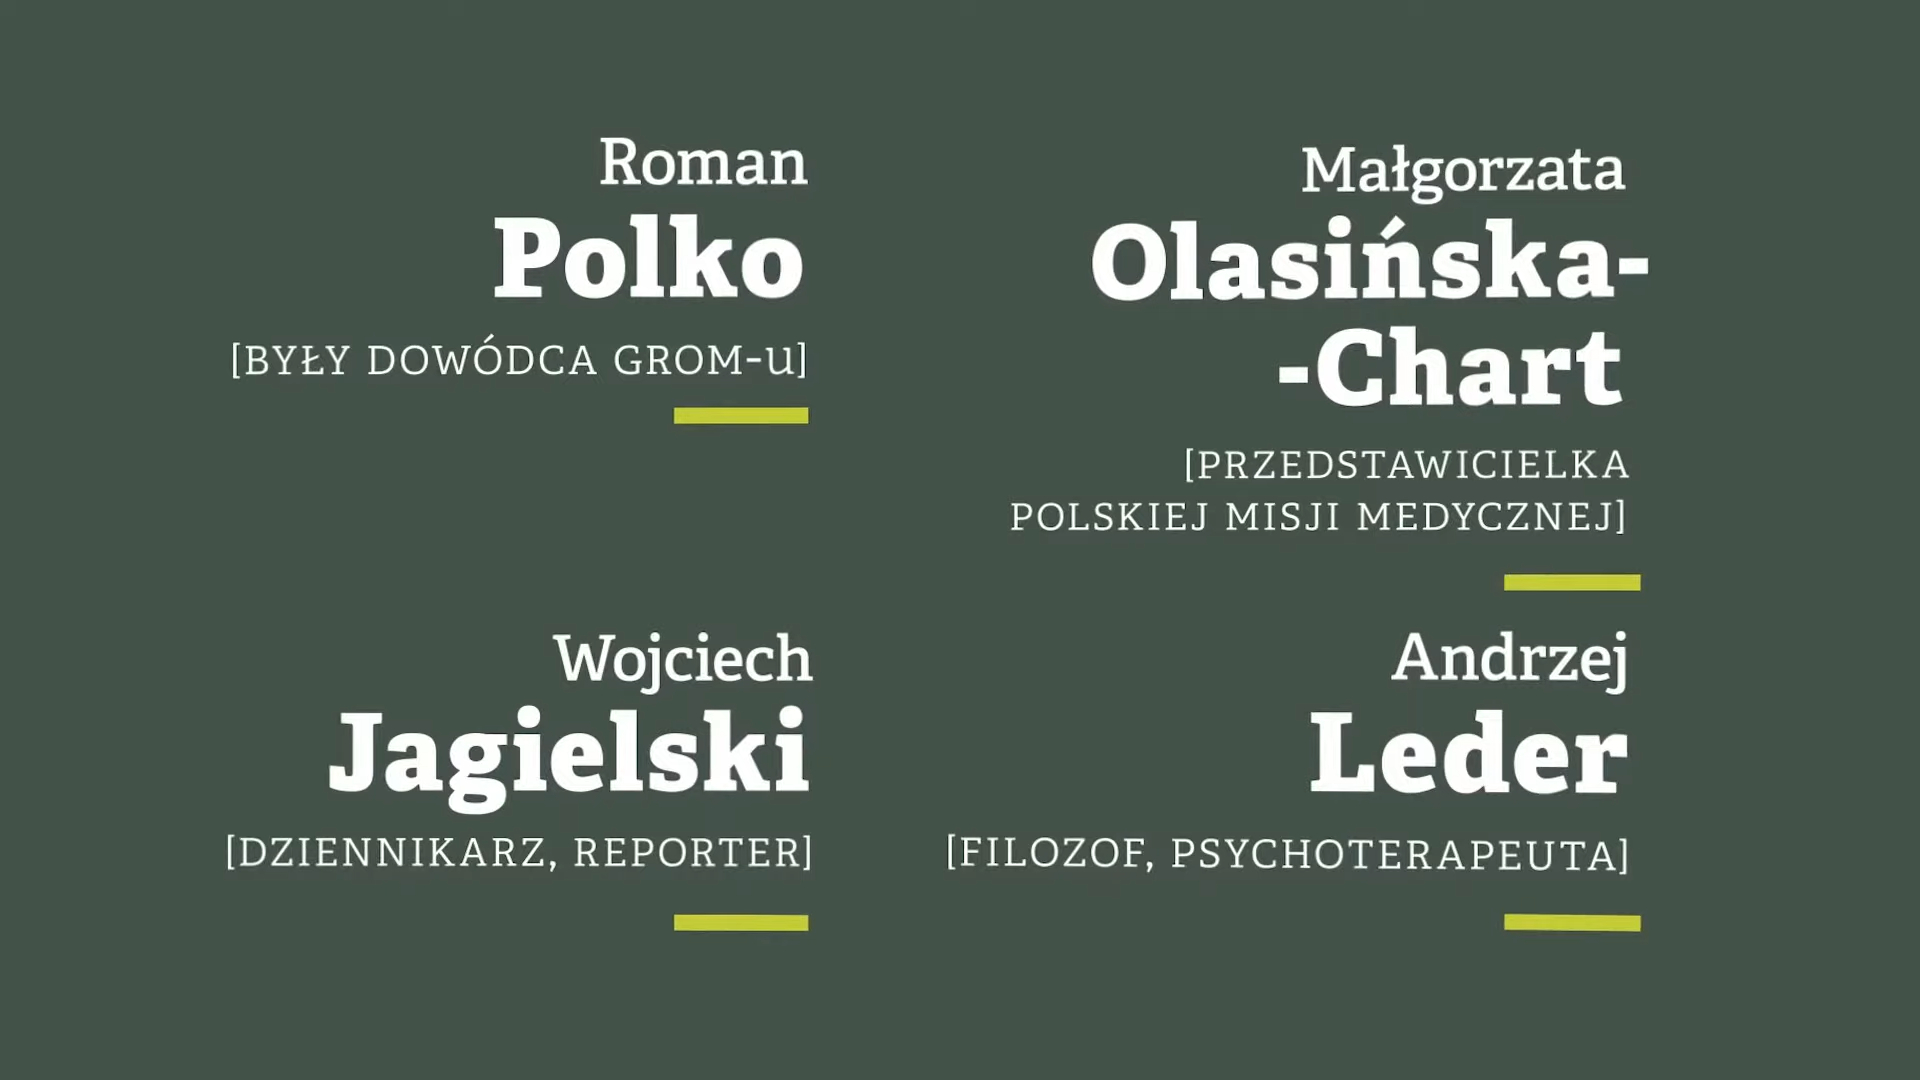 Roman
Polko
[BYŁY DOWÓDCA GROM-u]
Małgorzata
Olasińska-
-Chart
[PRZEDSTAWICIELKA
POLSKIEJ MISJI MEDYCZNEJ]
Wojciech
Jagielski
[DZIENNIKARZ, REPORTER]
Andrzej
Leder
[FILOZOF, PSYCHOTERAPEUTA]